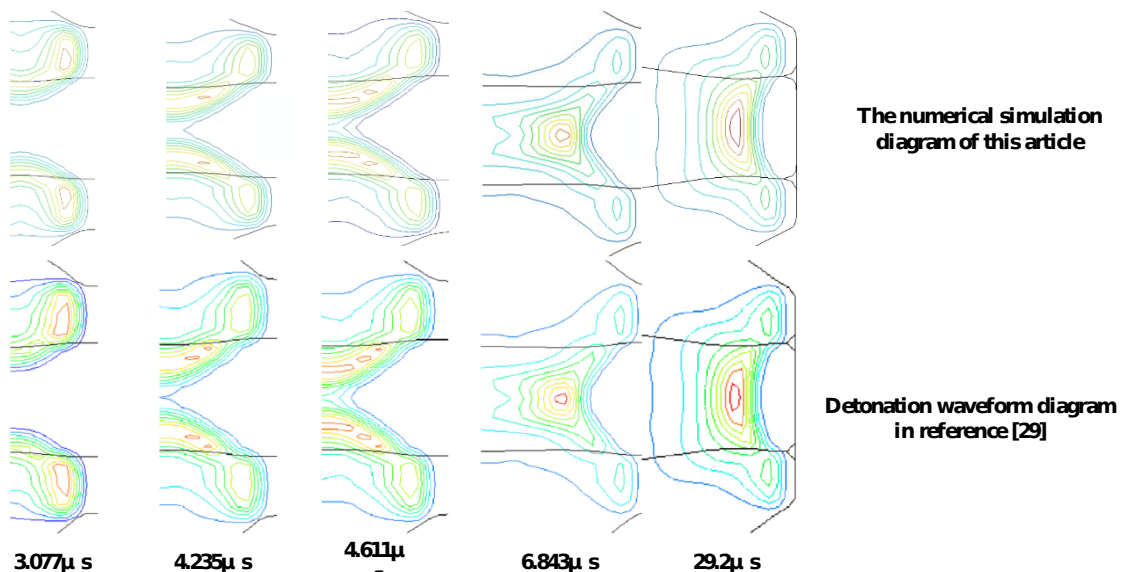 The numerical simulation
diagram of this article
Detonation waveform diagram
in reference [29]
3.077μ s
4.235μ s
4.611μ
6.843μ s
29.2μ s